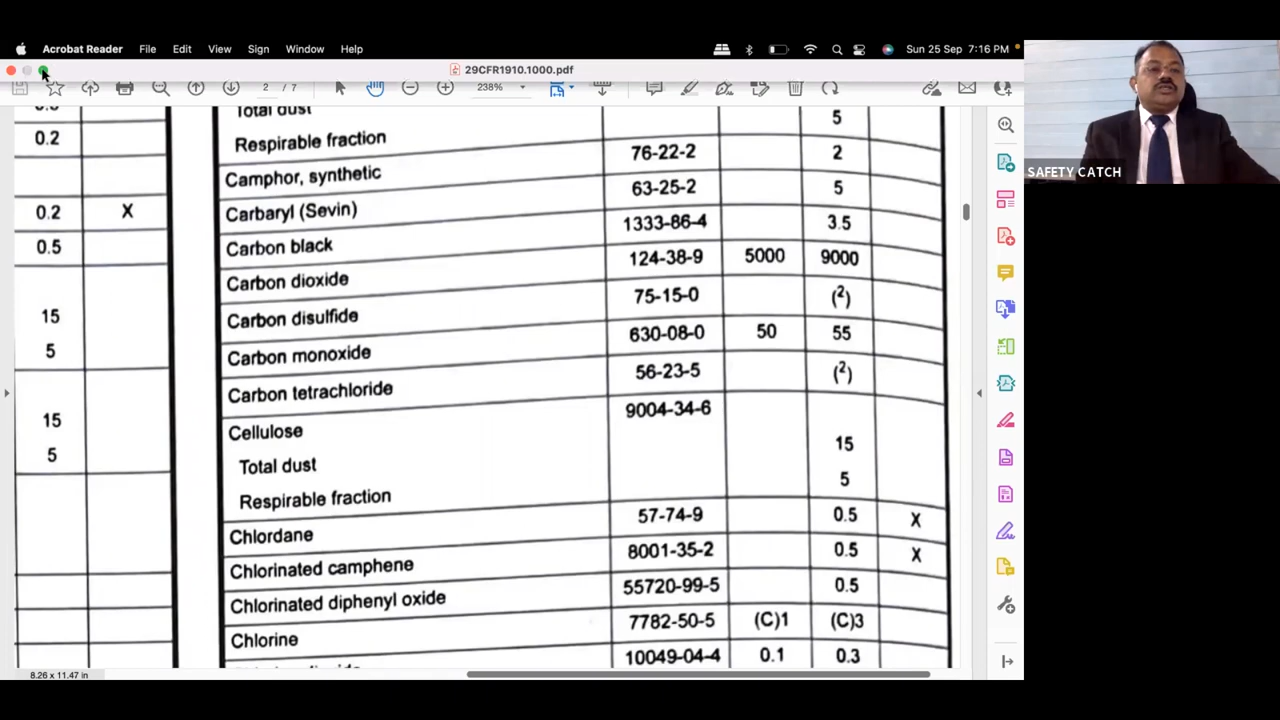 Acrobat Reader File Edit View Sign Window Help Sun 25 Sep 7:16 PM
29CFR1910.1000.pdf
2 / 7 238%
SAFETY CATCH
0.2
0.2 X
0.5
15
5
15
5
Total dust 5
Respirable fraction
Camphor, synthetic 76-22-2 2
Carbaryl (Sevin) 63-25-2 5
Carbon black 1333-86-4 3.5
Carbon dioxide 124-38-9 5000 9000
Carbon disulfide 75-15-0 (2)
Carbon monoxide 630-08-0 50 55
Carbon tetrachloride 56-23-5 (2)
Cellulose 9004-34-6
Total dust 15
Respirable fraction 5
Chlordane 57-74-9 0.5 X
Chlorinated camphene 8001-35-2 0.5 X
Chlorinated diphenyl oxide 55720-99-5 0.5
Chlorine 7782-50-5 (C)1 (C)3
10049-04-4 0.1 0.3
8.26 x 11.47 in